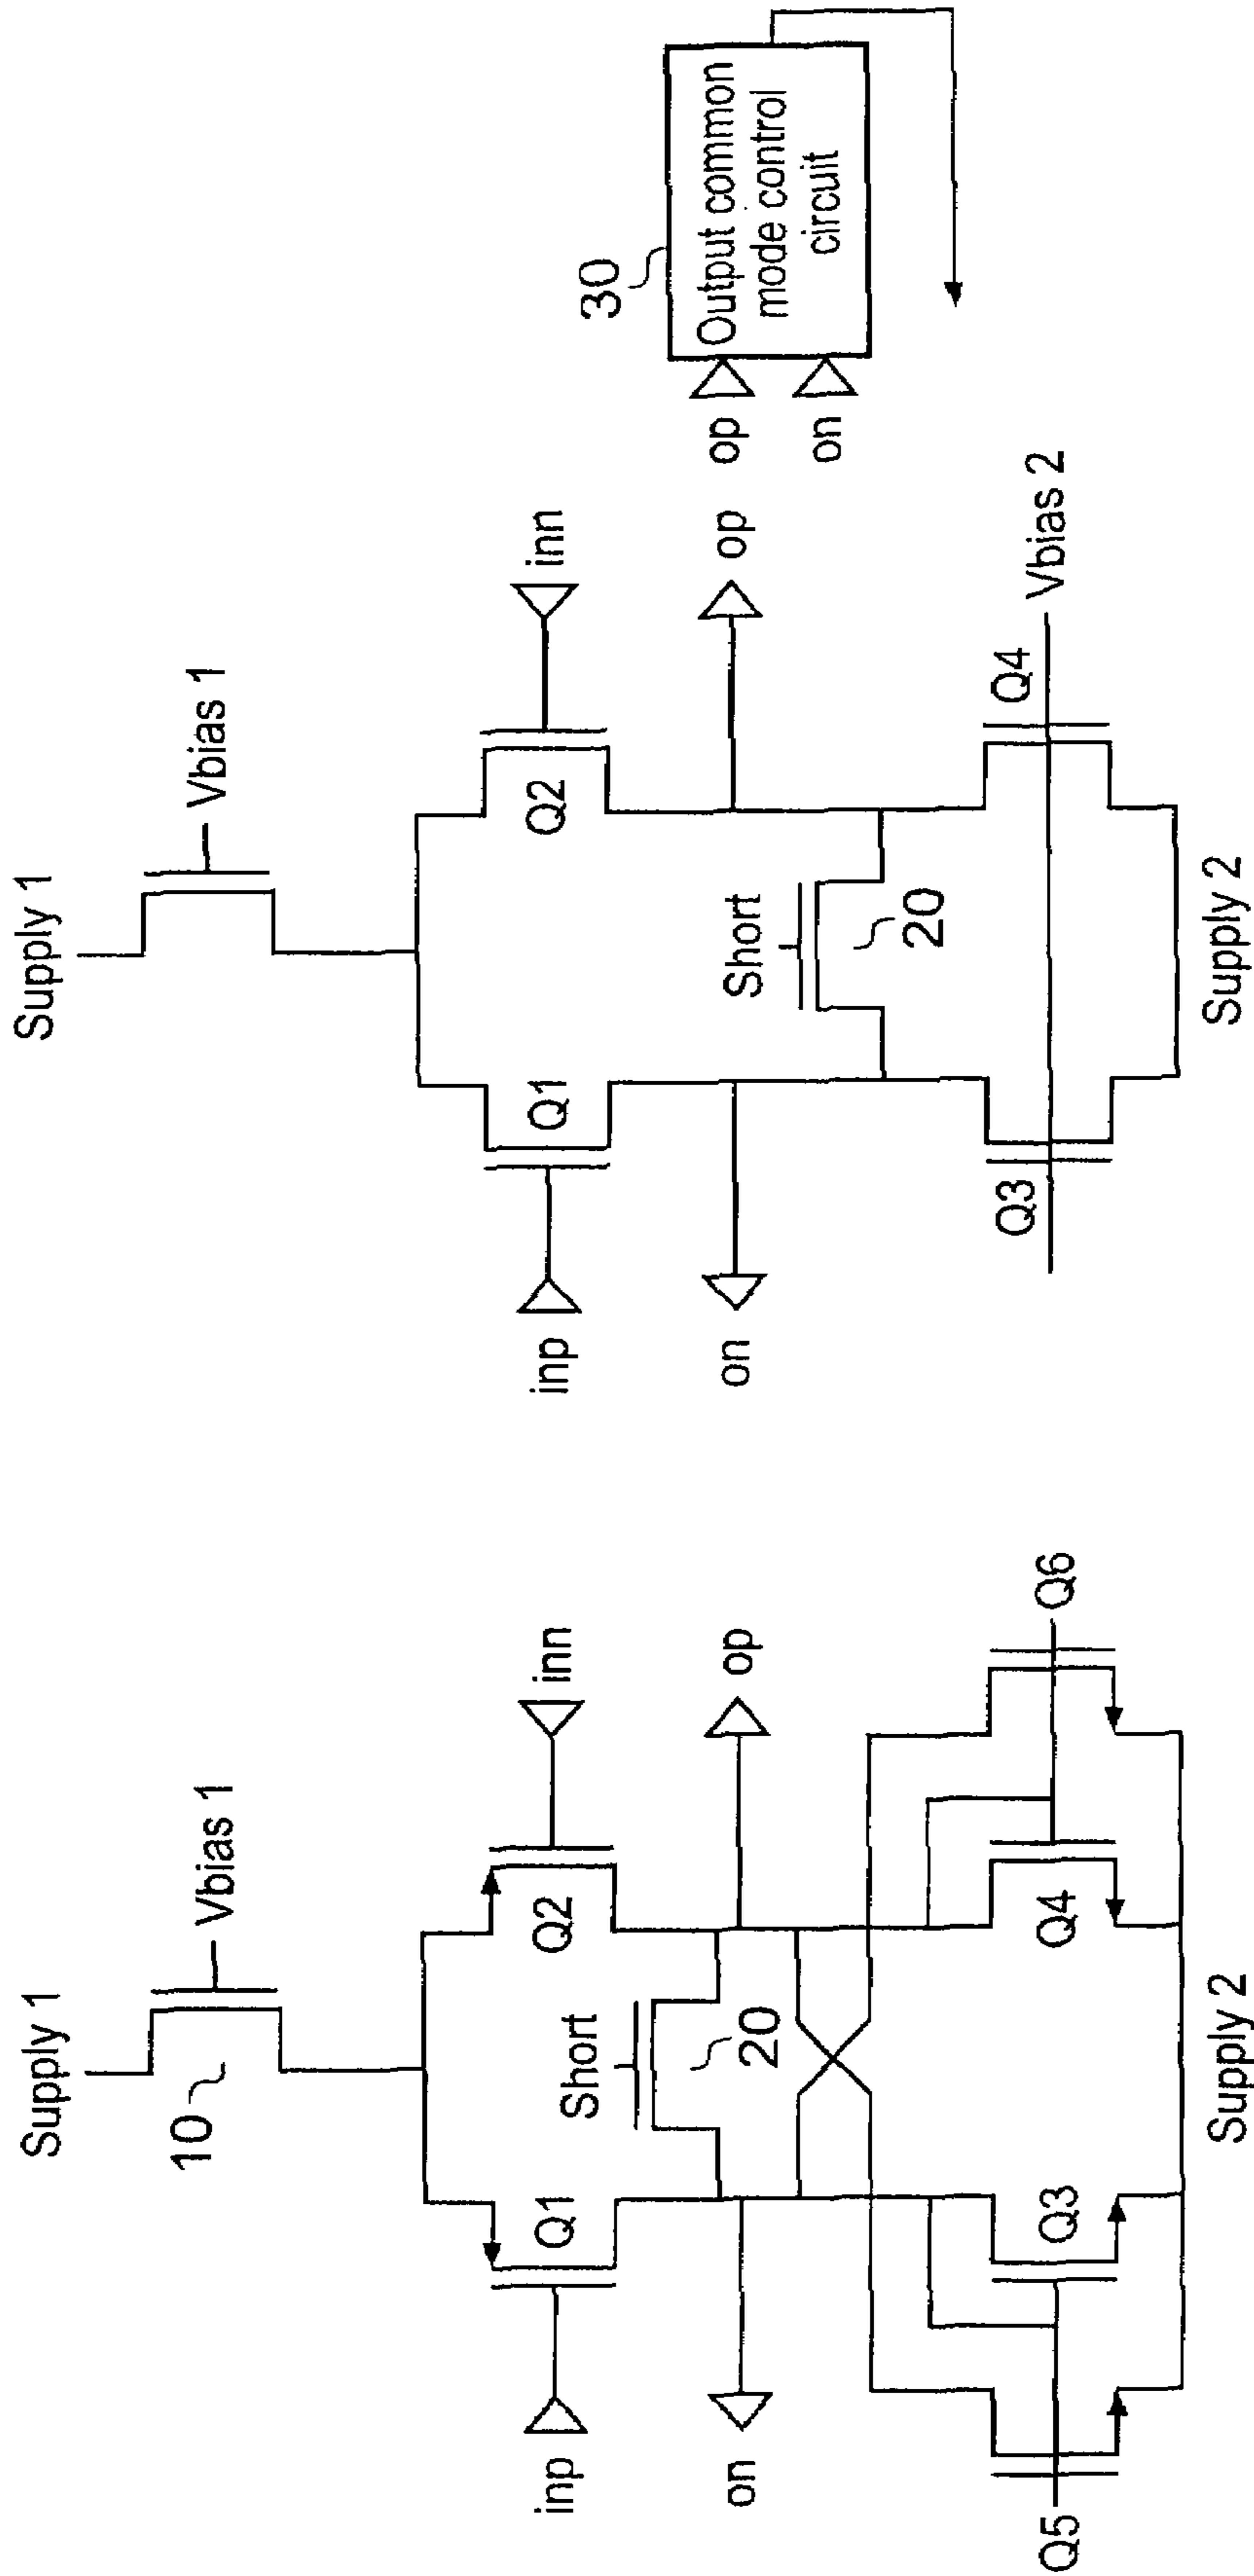 Supply 1
10
Vbias 1
inp
Q1
Q2
inn
Short
20
on
op
Q5
Q3
Q4
Q6
Supply 2
Supply 1
Vbias 1
inp
Q1
Q2
inn
on
op
Short
20
Q3
Q4
Vbias 2
Supply 2
30
op
on
Output common
mode control
circuit